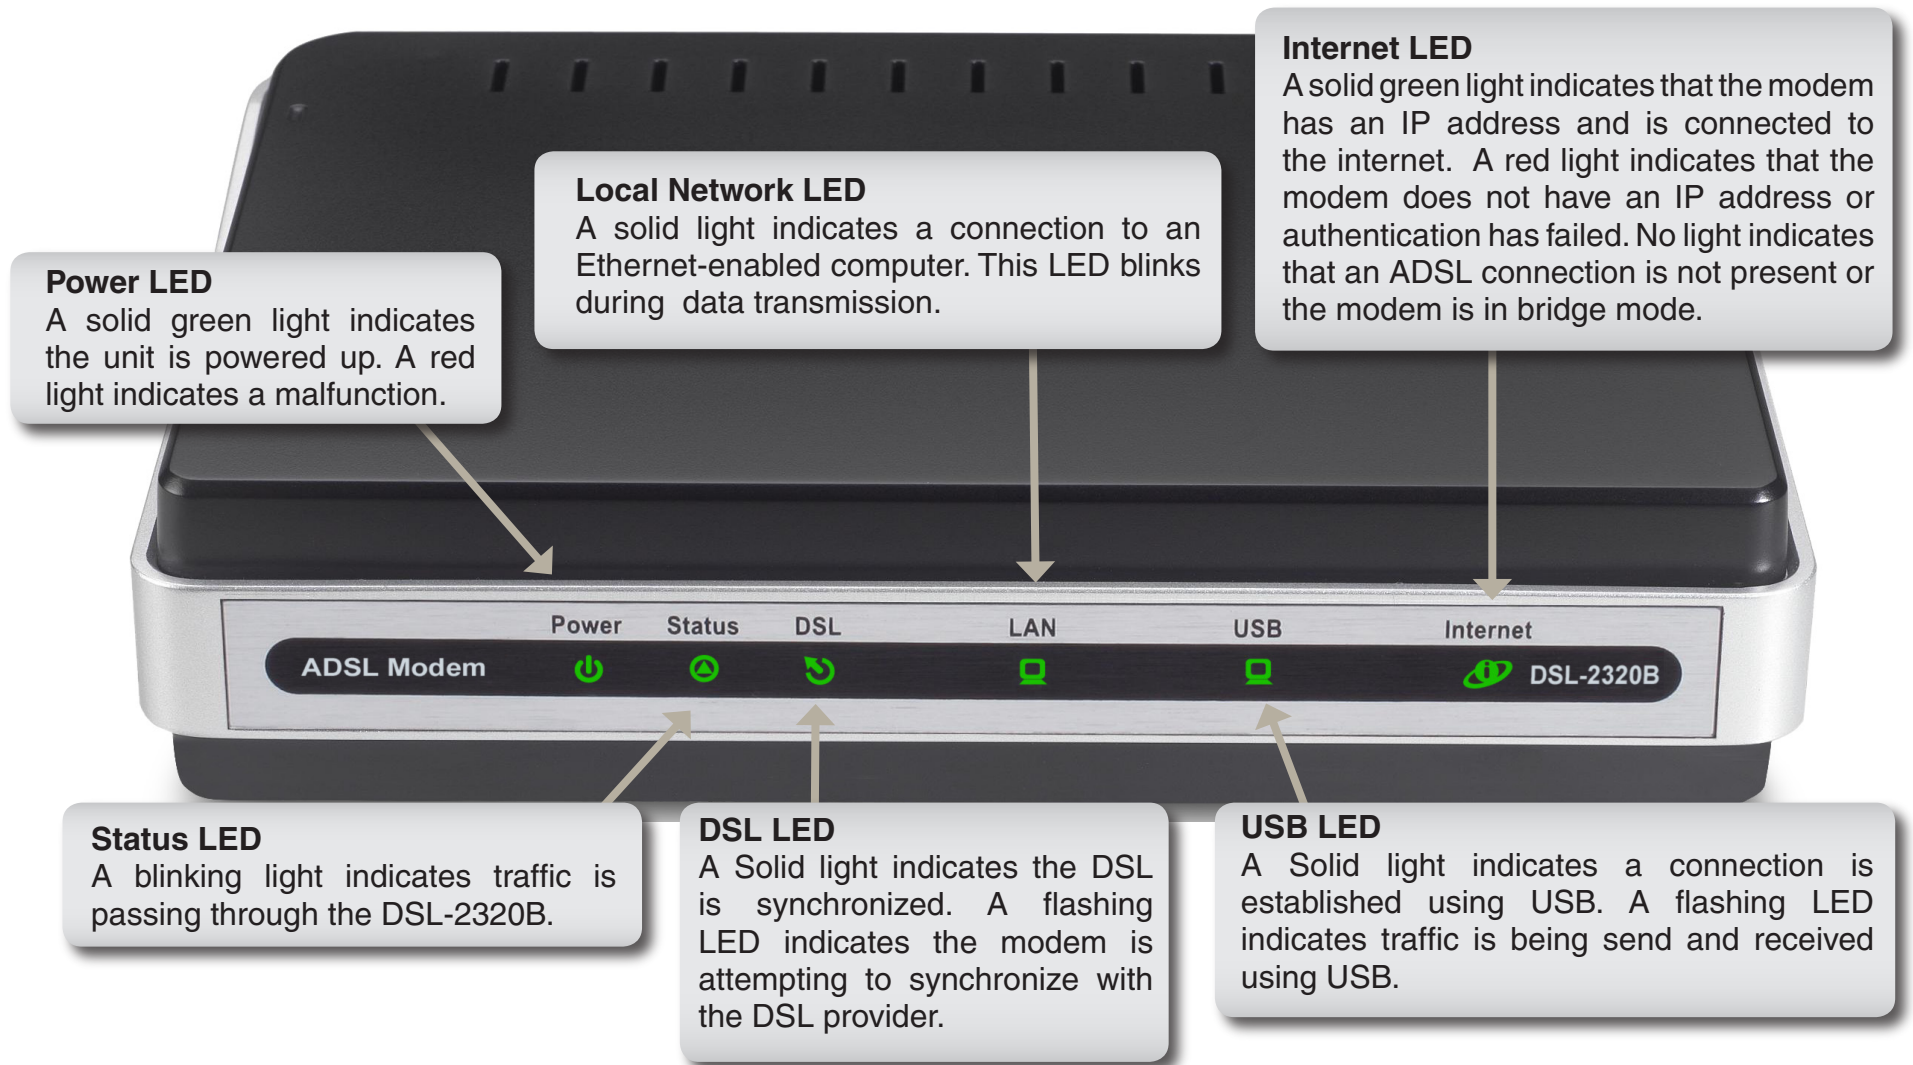 Internet LED
A solid green light indicates that the modem
has an IP address and is connected to
the internet. A red light indicates that the
modem does not have an IP address or
authentication has failed. No light indicates
that an ADSL connection is not present or
the modem is in bridge mode.
Local Network LED
A solid light indicates a connection to an
Ethernet-enabled computer. This LED blinks
during data transmission.
Power LED
A solid green light indicates
the unit is powered up. A red
light indicates a malfunction.
Power Status DSL LAN USB Internet
ADSL Modem DSL-2320B
Status LED
A blinking light indicates traffic is
passing through the DSL-2320B.
DSL LED
A Solid light indicates the DSL
is synchronized. A flashing
LED indicates the modem is
attempting to synchronize with
the DSL provider.
USB LED
A Solid light indicates a connection is
established using USB. A flashing LED
indicates traffic is being send and received
using USB.